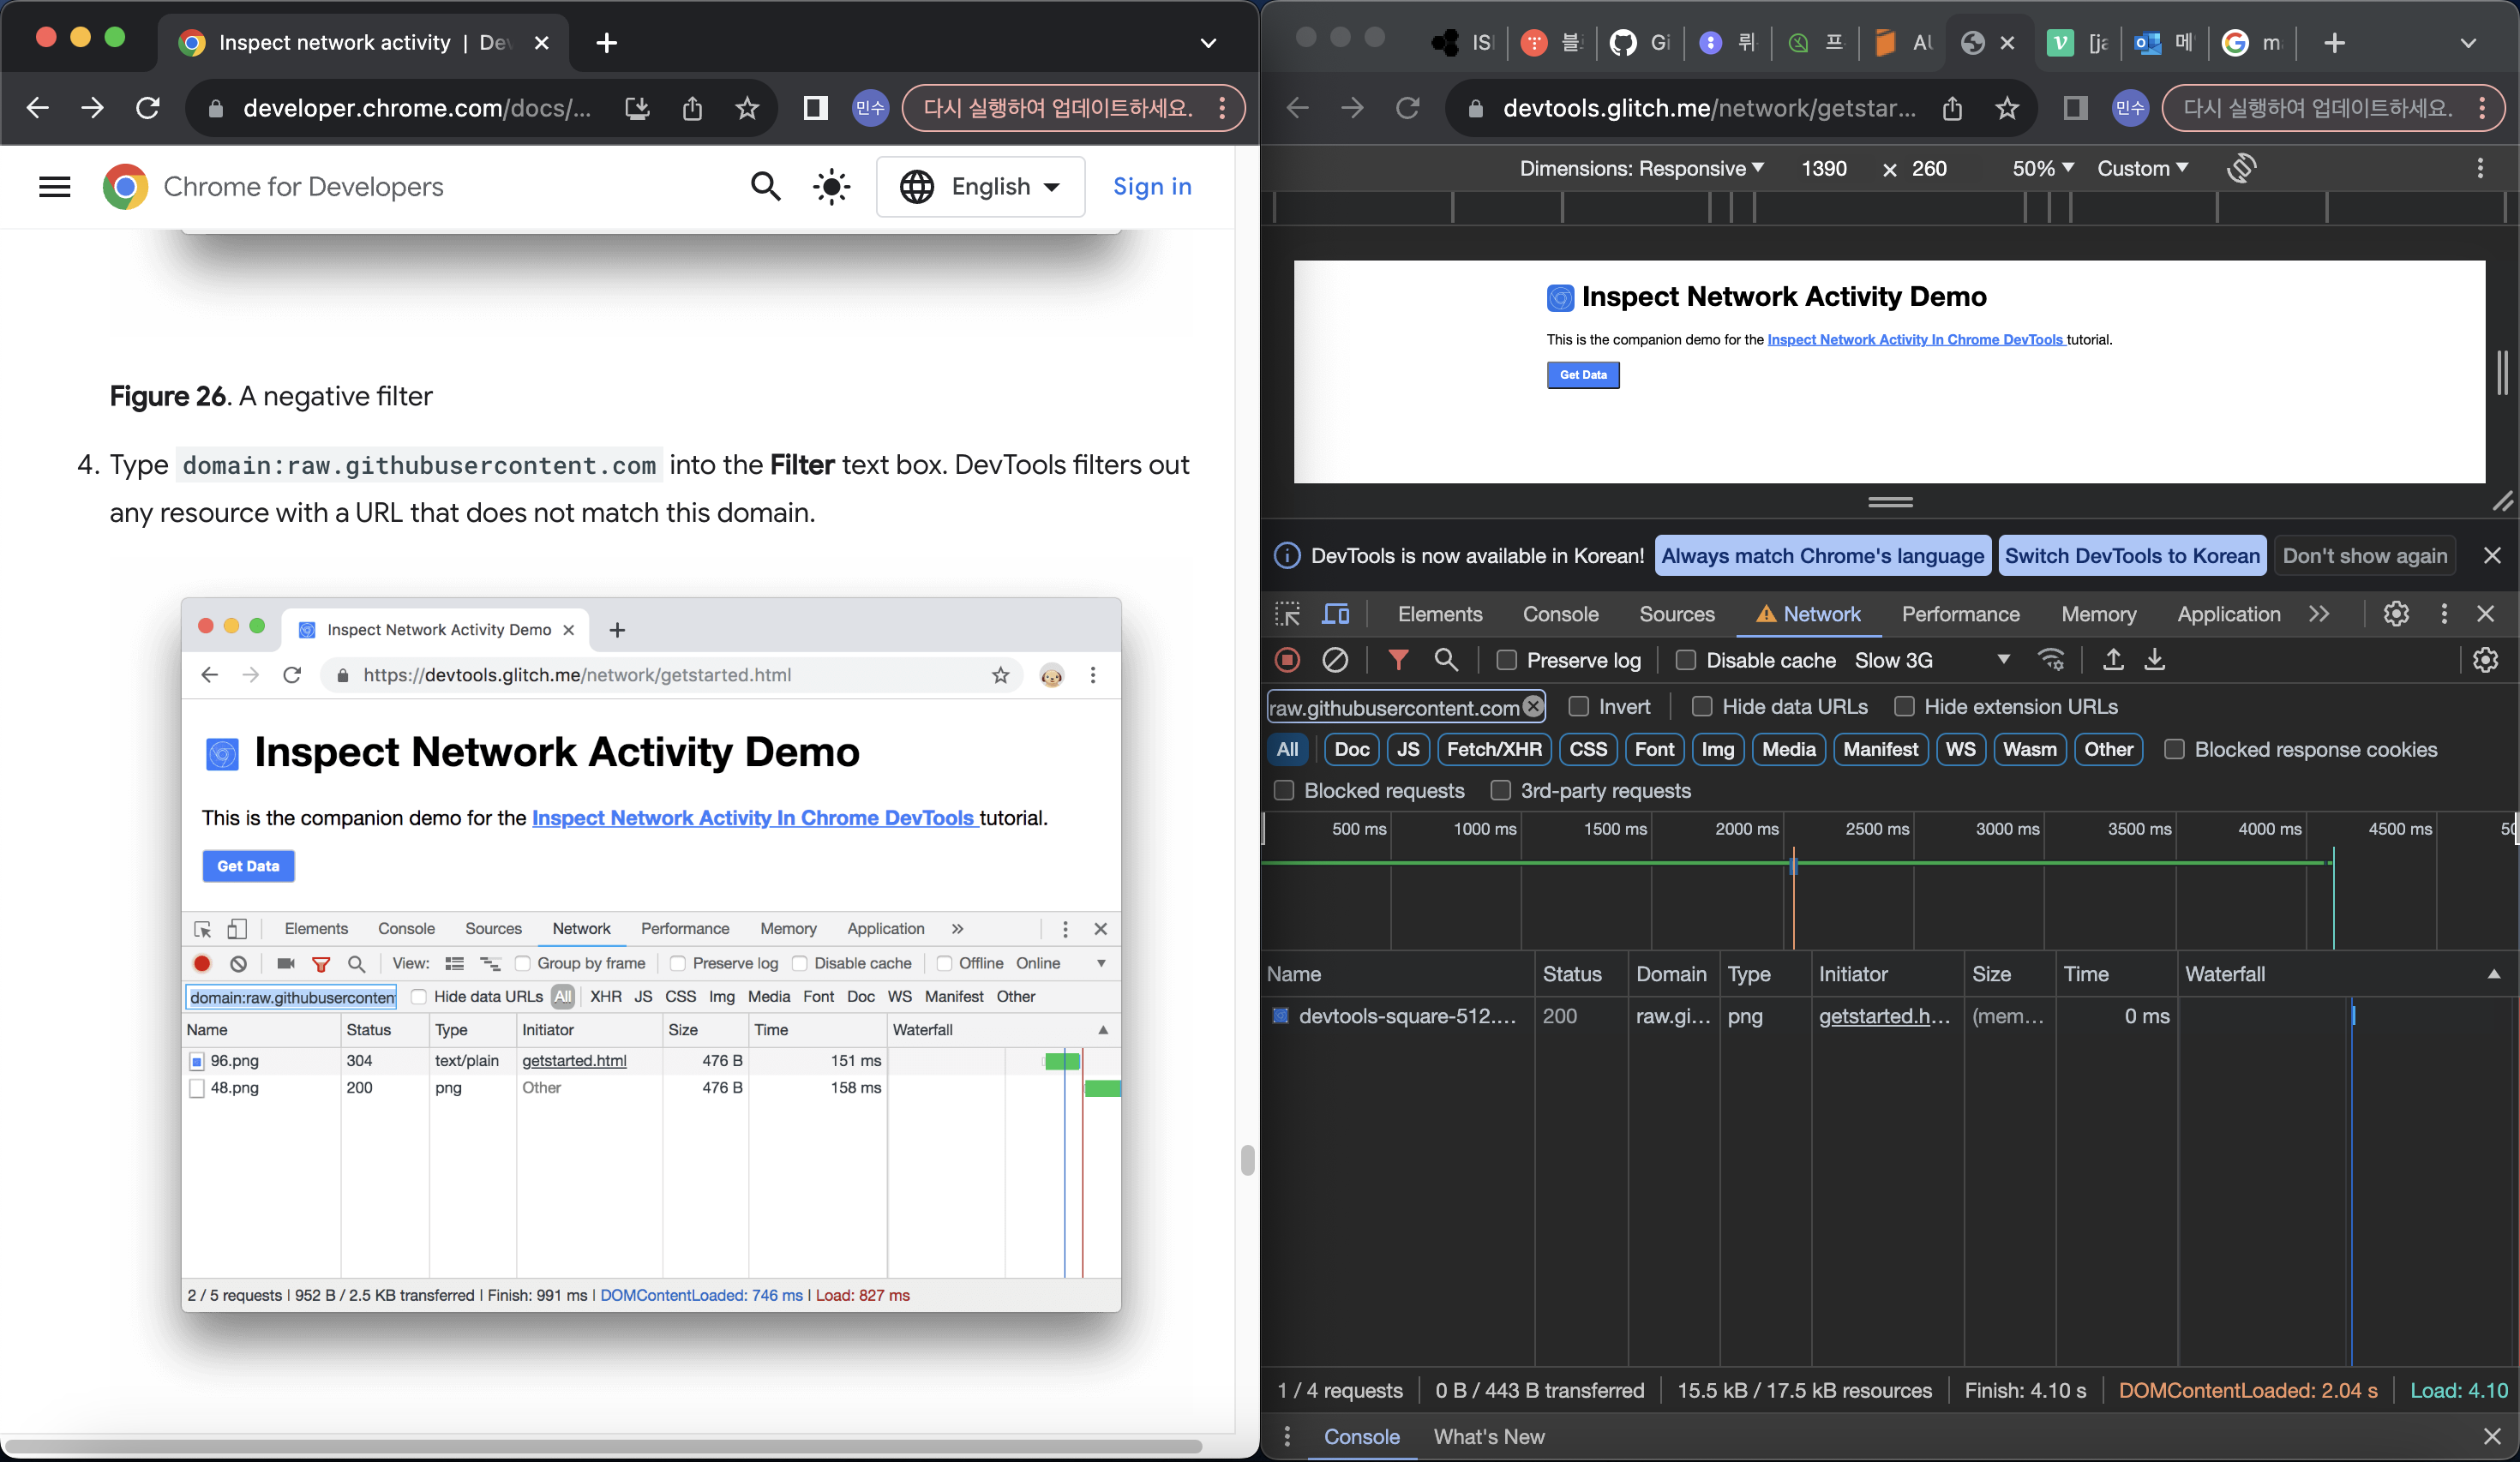 Inspect network activity | De
developer.chrome.com/docs/...
민수
다시 실행하여 업데이트하세요.
Chrome for Developers
English
Sign in
Figure 26. A negative filter
4. Type domain:raw.githubusercontent.com into the Filter text box. DevTools filters out
any resource with a URL that does not match this domain.
Inspect Network Activity Demo
https://devtools.glitch.me/network/getstarted.html
Inspect Network Activity Demo
This is the companion demo for the Inspect Network Activity In Chrome DevTools tutorial.
Get Data
Elements Console Sources Network Performance Memory Application »
View: Group by frame Preserve log Disable cache Offline Online
domain:raw.githubusercontent Hide data URLs All XHR JS CSS Img Media Font Doc WS Manifest Other
Name Status Type Initiator Size Time Waterfall
96.png 304 text/plain getstarted.html 476 B 151 ms
48.png 200 png Other 476 B 158 ms
2 / 5 requests | 952 B / 2.5 KB transferred | Finish: 991 ms | DOMContentLoaded: 746 ms | Load: 827 ms
IS 블 Gi 뤼 프 AU [ja 메 m
devtools.glitch.me/network/getstar...
민수
다시 실행하여 업데이트하세요.
Dimensions: Responsive 1390 × 260 50% Custom
Inspect Network Activity Demo
This is the companion demo for the Inspect Network Activity In Chrome DevTools tutorial.
Get Data
DevTools is now available in Korean! Always match Chrome's language Switch DevTools to Korean Don't show again
Elements Console Sources Network Performance Memory Application »
Preserve log Disable cache Slow 3G
raw.githubusercontent.com Invert Hide data URLs Hide extension URLs
All Doc JS Fetch/XHR CSS Font Img Media Manifest WS Wasm Other Blocked response cookies
Blocked requests 3rd-party requests
500 ms 1000 ms 1500 ms 2000 ms 2500 ms 3000 ms 3500 ms 4000 ms 4500 ms
Name Status Domain Type Initiator Size Time Waterfall
devtools-square-512.... 200 raw.gi... png getstarted.h... (mem... 0 ms
1 / 4 requests 0 B / 443 B transferred 15.5 kB / 17.5 kB resources Finish: 4.10 s DOMContentLoaded: 2.04 s Load: 4.10
Console What's New